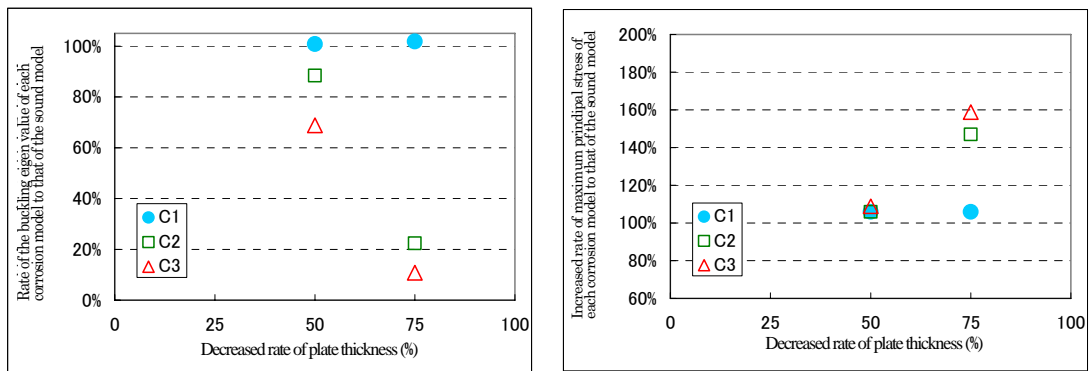 Rate of the buckling eigen value of each
corrosion model to that of the sound model
100%
80%
60%
40%
20%
0%
C1
C2
C3
0
25
50
75
100
Decreased rate of plate thickness (%)
Increased rate of maximum prindipal stress of
each corrosion model to that of the sound model
200%
180%
160%
140%
120%
100%
80%
60%
C1
C2
C3
0
25
50
75
100
Decreased rate of plate thickness (%)